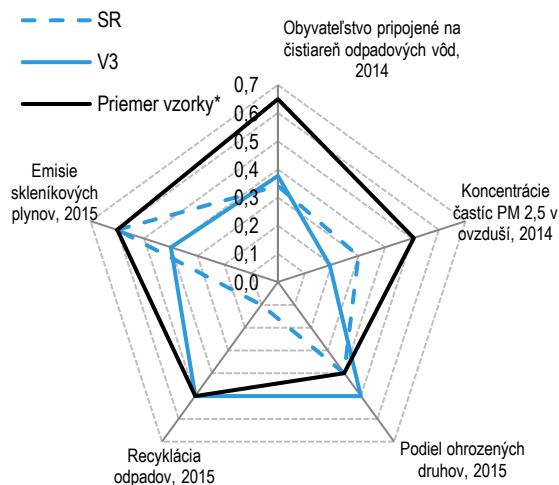 SR
V3
Priemer vzorky*
Obyvateľstvo pripojené na
čistiareň odpadových vôd,
2014
0,7
0,6
0,5
0,4
0,3
0,2
0,1
0,0
Emisie
skleníkových
plynov, 2015
Koncentrácie
častíc PM 2,5 v
ovzduší, 2014
Recyklácia
odpadov, 2015
Podiel ohrozených
druhov, 2015